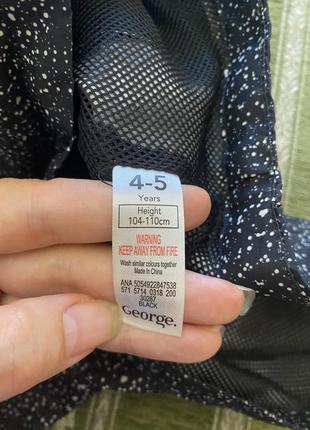 4-5
Years
Height
104-110cm
WARNING
KEEP AWAY FROM FIRE
Wash similar colours together
Made In China
ANA 5054922847538
571 5714 0318 200
30287
BLACK
George.